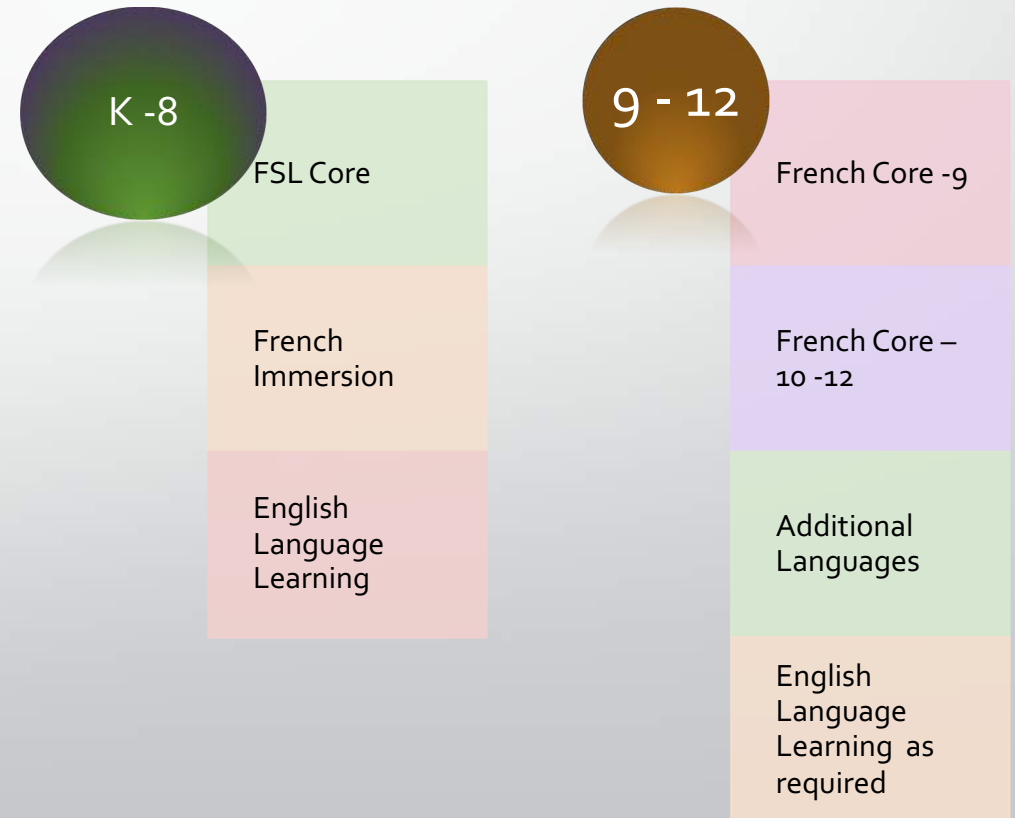 K -8
FSL Core
French
Immersion
English
Language
Learning
9 - 12
French Core -9
French Core –
10 -12
Additional
Languages
English
Language
Learning as
required